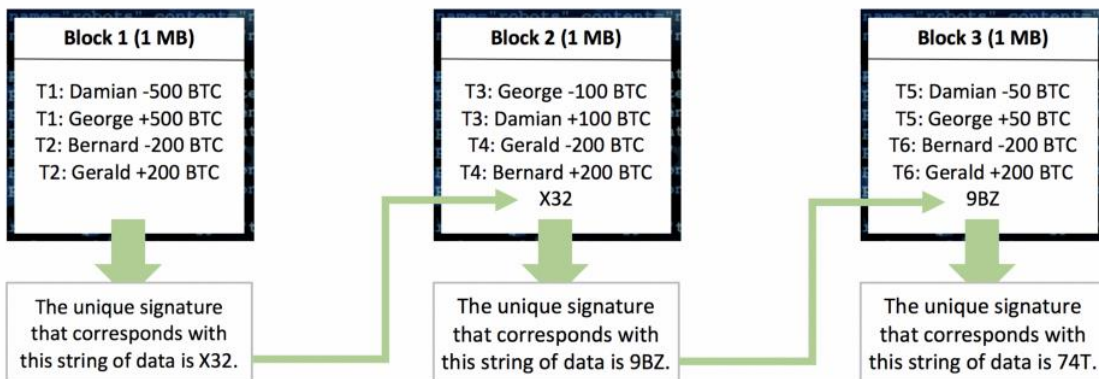 Block 1 (1 MB)
T1: Damian -500 BTC
T1: George +500 BTC
T2: Bernard -200 BTC
T2: Gerald +200 BTC
The unique signature
that corresponds with
this string of data is X32.
Block 2 (1 MB)
T3: George -100 BTC
T3: Damian +100 BTC
T4: Gerald -200 BTC
T4: Bernard +200 BTC
X32
The unique signature
that corresponds with
this string of data is 9BZ.
Block 3 (1 MB)
T5: Damian -50 BTC
T5: George +50 BTC
T6: Bernard -200 BTC
T6: Gerald +200 BTC
9BZ
The unique signature
that corresponds with
this string of data is 74T.